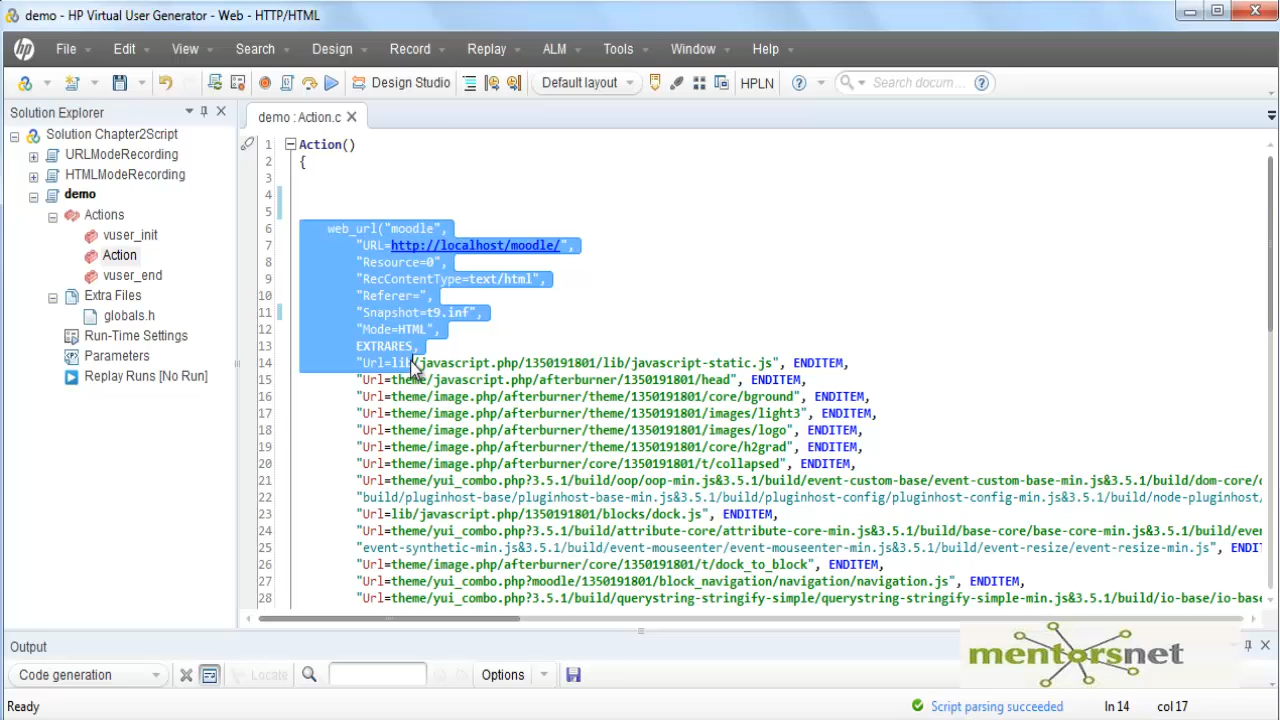 demo - HP Virtual User Generator - Web - HTTP/HTML
hp File Edit View Search Design Record Replay ALM Tools Window Help
Design Studio Default layout HPLN Search docum...
Solution Explorer
Solution Chapter2Script
URLModeRecording
HTMLModeRecording
demo
Actions
vuser_init
Action
vuser_end
Extra Files
globals.h
Run-Time Settings
Parameters
Replay Runs [No Run]
demo : Action.c
1 Action()
2 {
3
4
5
6 web_url("moodle",
7 "URL=http://localhost/moodle/",
8 "Resource=0",
9 "RecContentType=text/html",
10 "Referer=",
11 "Snapshot=t9.inf",
12 "Mode=HTML",
13 EXTRARES,
14 "Url=lib/javascript.php/1350191801/lib/javascript-static.js", ENDITEM,
15 "Url=theme/javascript.php/afterburner/1350191801/head", ENDITEM,
16 "Url=theme/image.php/afterburner/theme/1350191801/core/bground", ENDITEM,
17 "Url=theme/image.php/afterburner/theme/1350191801/images/light3", ENDITEM,
18 "Url=theme/image.php/afterburner/theme/1350191801/images/logo", ENDITEM,
19 "Url=theme/image.php/afterburner/theme/1350191801/core/h2grad", ENDITEM,
20 "Url=theme/image.php/afterburner/core/1350191801/t/collapsed", ENDITEM,
21 "Url=theme/yui_combo.php?3.5.1/build/oop/oop-min.js&3.5.1/build/event-custom-base/event-custom-base-min.js&3.5.1/build/dom-core/
22 "build/pluginhost-base/pluginhost-base-min.js&3.5.1/build/pluginhost-config/pluginhost-config-min.js&3.5.1/build/node-pluginhost/
23 "Url=lib/javascript.php/1350191801/blocks/dock.js", ENDITEM,
24 "Url=theme/yui_combo.php?3.5.1/build/attribute-core/attribute-core-min.js&3.5.1/build/base-core/base-core-min.js&3.5.1/build/eve
25 "event-synthetic-min.js&3.5.1/build/event-mouseenter/event-mouseenter-min.js&3.5.1/build/event-resize/event-resize-min.js", ENDIT
26 "Url=theme/image.php/afterburner/core/1350191801/t/dock_to_block", ENDITEM,
27 "Url=theme/yui_combo.php?moodle/1350191801/block_navigation/navigation/navigation.js", ENDITEM,
28 "Url=theme/yui_combo.php?3.5.1/build/querystring-stringify-simple/querystring-stringify-simple-min.js&3.5.1/build/io-base/io-base
Output
mentorsnet
Code generation Locate Options
Ready Script parsing succeeded ln 14 col 17